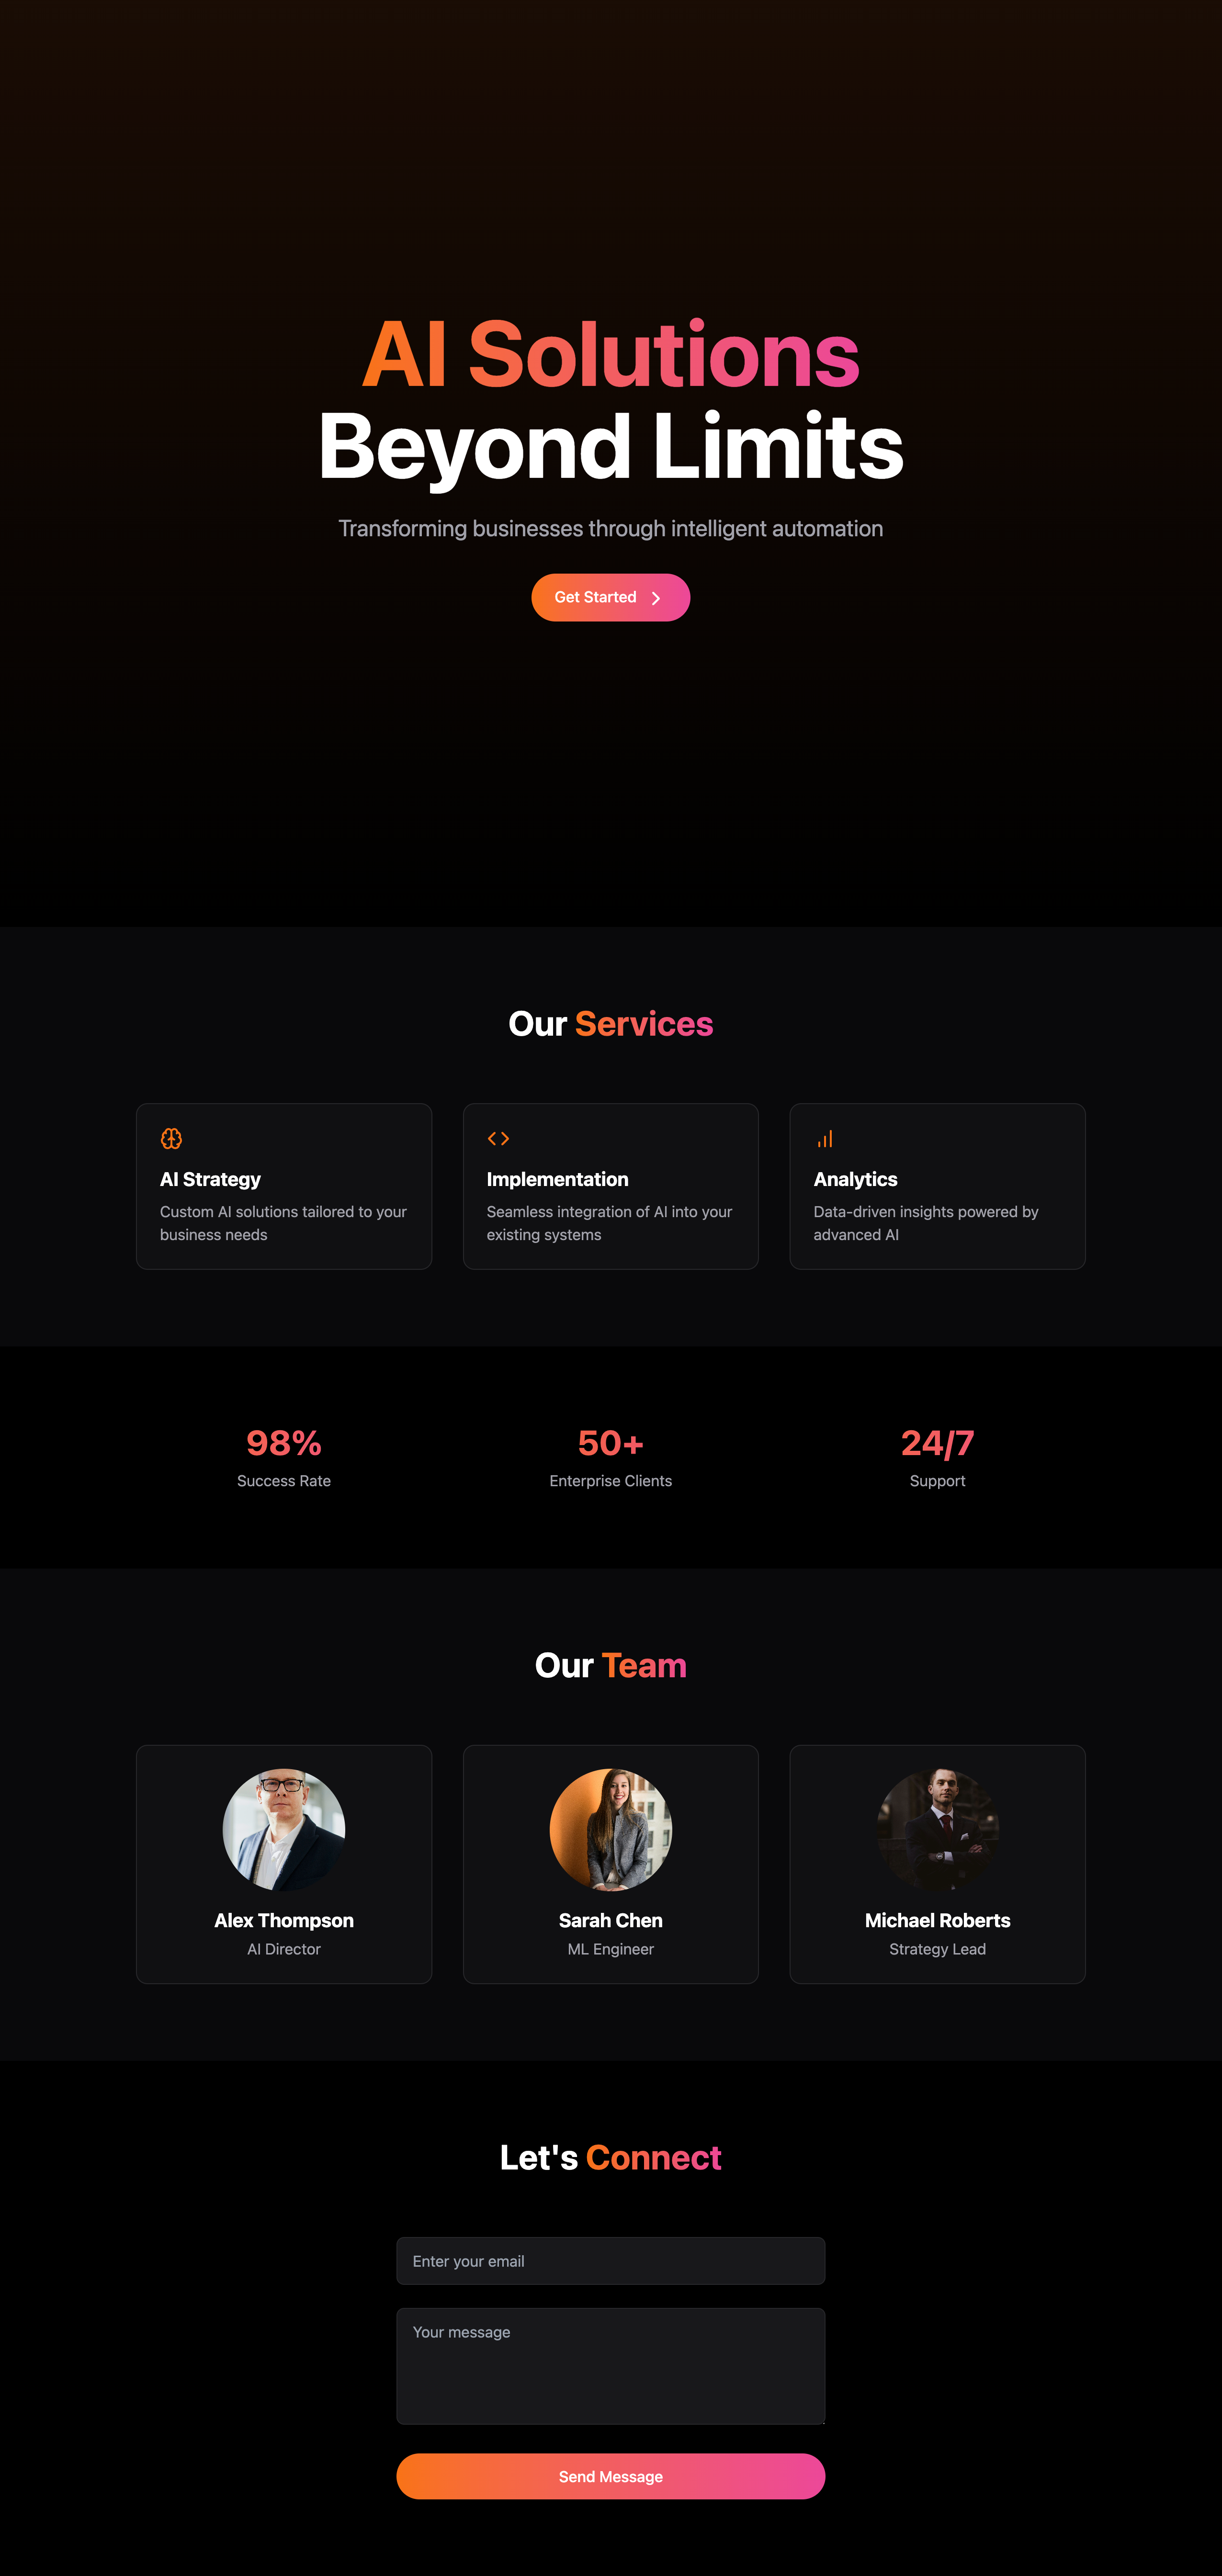 AI Solutions
Beyond Limits
Transforming businesses through intelligent automation
Get Started
Our Services
AI Strategy
Custom AI solutions tailored to your
business needs
Implementation
Seamless integration of AI into your
existing systems
Analytics
Data-driven insights powered by
advanced AI
98%
Success Rate
50+
Enterprise Clients
24/7
Support
Our Team
Alex Thompson
AI Director
Sarah Chen
ML Engineer
Michael Roberts
Strategy Lead
Let's Connect
Enter your email
Your message
Send Message